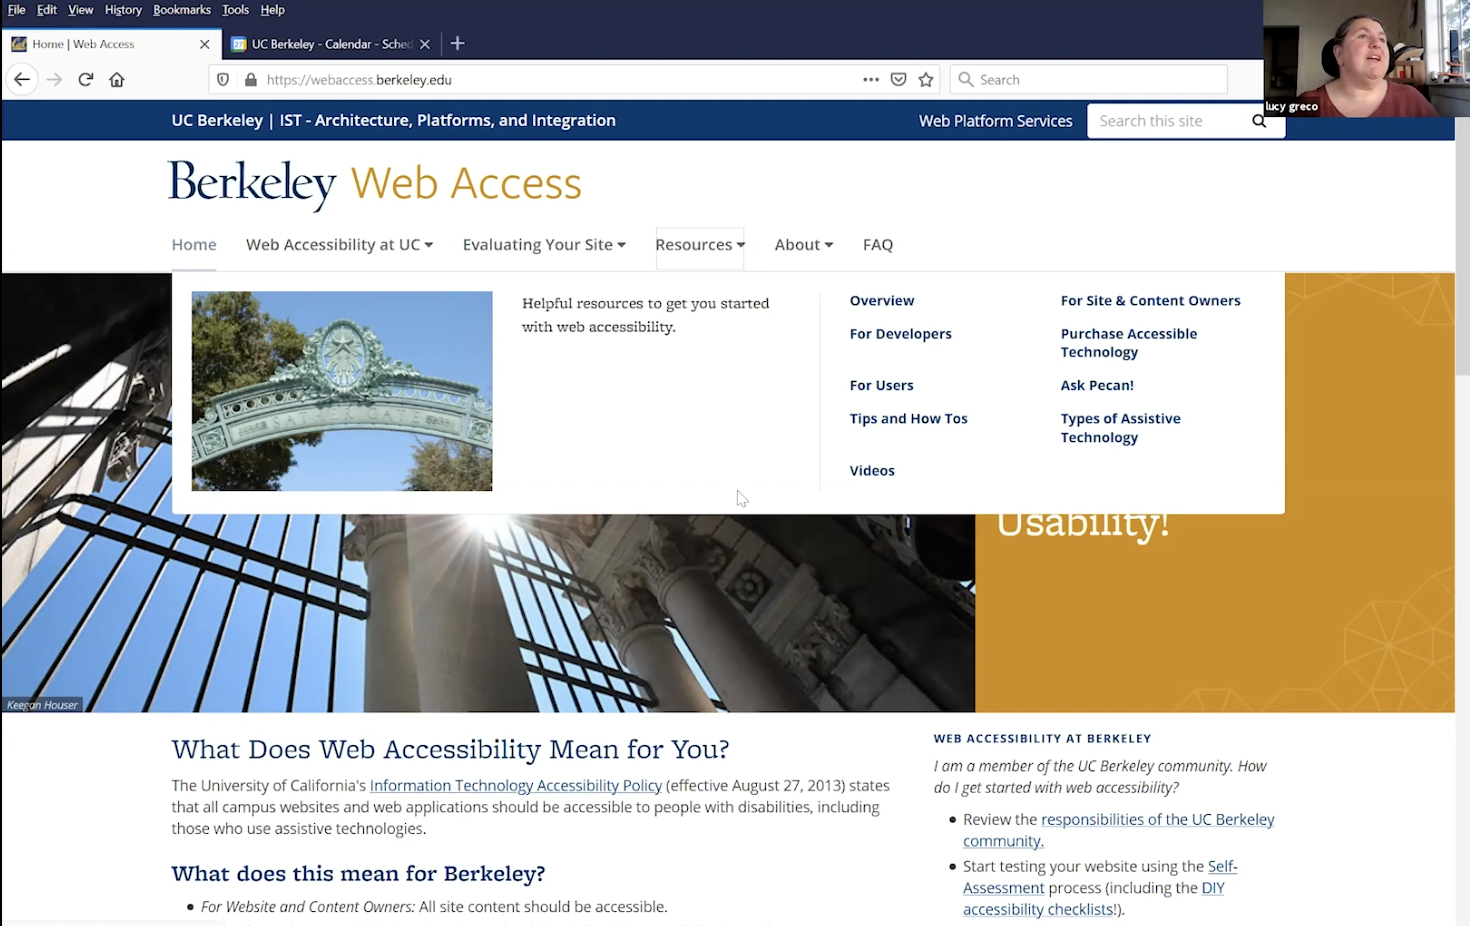 File Edit View History Bookmarks Tools Help
Home | Web Access
UC Berkeley - Calendar - Sched
https://webaccess.berkeley.edu
Search
lucy greco
UC Berkeley | IST - Architecture, Platforms, and Integration
Web Platform Services
Search this site
Berkeley Web Access
Home
Web Accessibility at UC
Evaluating Your Site
Resources
About
FAQ
Helpful resources to get you started
with web accessibility.
Overview
For Site & Content Owners
For Developers
Purchase Accessible
Technology
For Users
Ask Pecan!
Tips and How Tos
Types of Assistive
Technology
Videos
Usability!
Keegan Houser
What Does Web Accessibility Mean for You?
The University of California's Information Technology Accessibility Policy (effective August 27, 2013) states
that all campus websites and web applications should be accessible to people with disabilities, including
those who use assistive technologies.
What does this mean for Berkeley?
• For Website and Content Owners: All site content should be accessible.
WEB ACCESSIBILITY AT BERKELEY
I am a member of the UC Berkeley community. How
do I get started with web accessibility?
• Review the responsibilities of the UC Berkeley
community.
• Start testing your website using the Self-
Assessment process (including the DIY
accessibility checklists!).